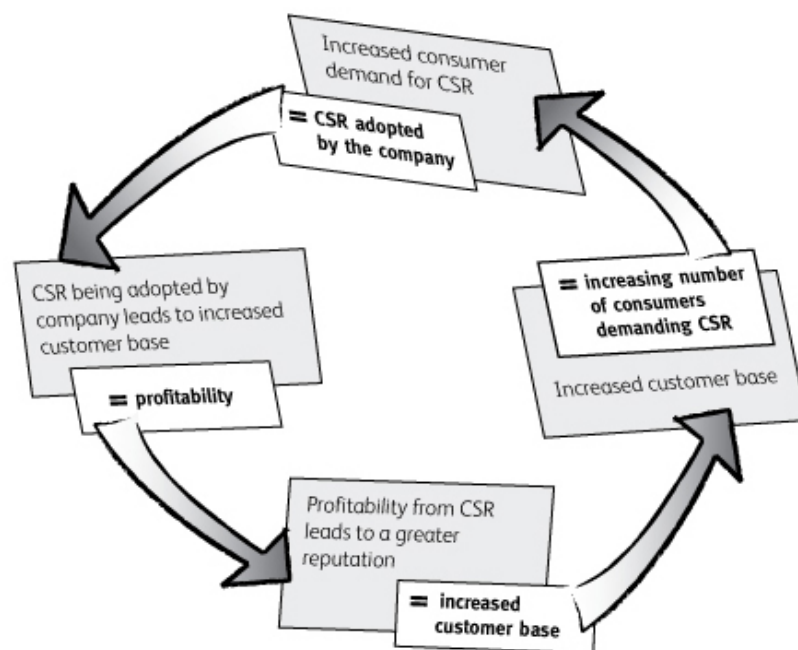 Increased consumer
demand for CSR
= CSR adopted
by the company
CSR being adopted by
company leads to increased
customer base
= profitability
Profitability from CSR
leads to a greater
reputation
= increased
customer base
= increasing number
of consumers
demanding CSR
Increased customer base